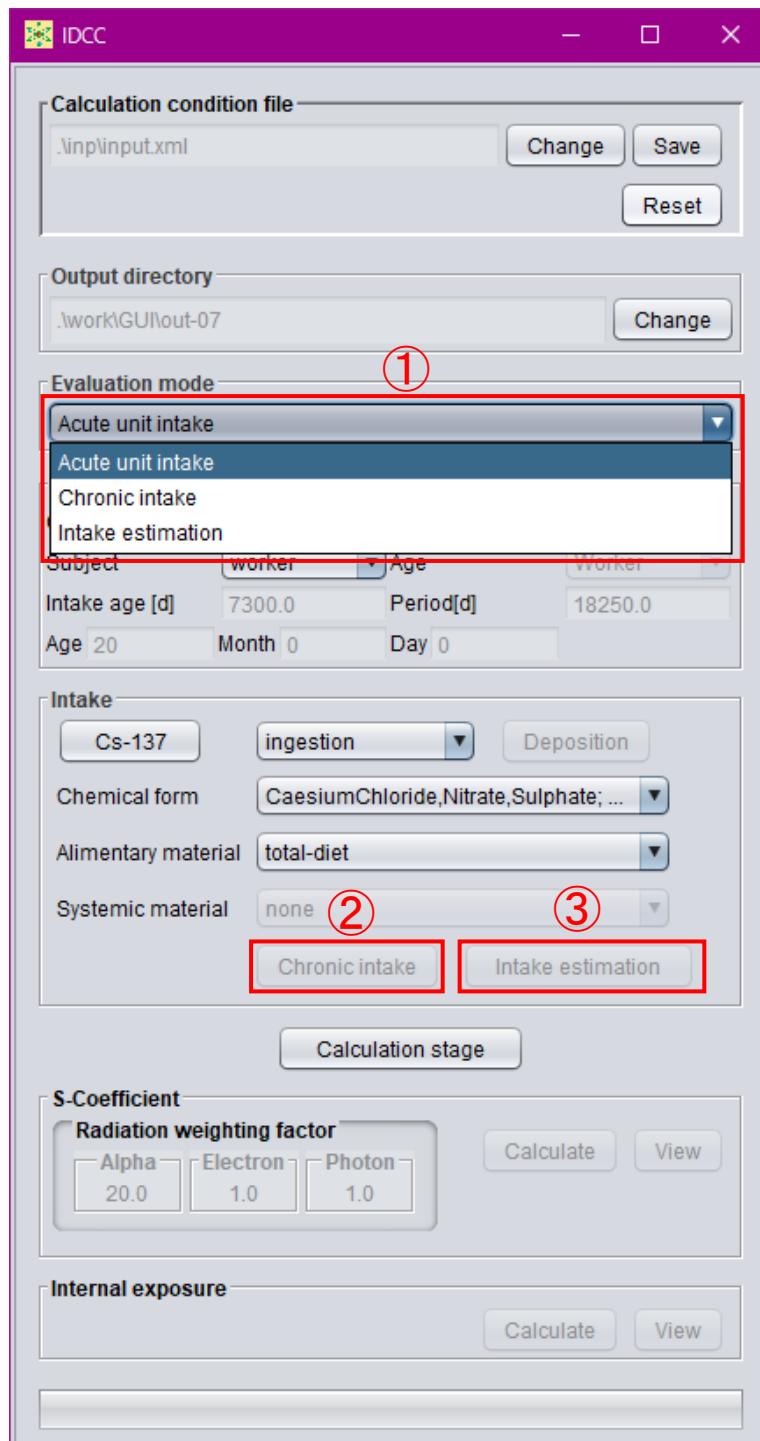 IDCC
Calculation condition file
.\inp\input.xml
Change
Save
Reset
Output directory
.\work\GUI\out-07
Change
①
Evaluation mode
Acute unit intake
Acute unit intake
Chronic intake
Intake estimation
Subject
worker
Age
Worker
Intake age [d]
7300.0
Period[d]
18250.0
Age 20
Month 0
Day 0
Intake
Cs-137
ingestion
Deposition
Chemical form
CaesiumChloride,Nitrate,Sulphate; ...
Alimentary material
total-diet
Systemic material
none
②
③
Chronic intake
Intake estimation
Calculation stage
S-Coefficient
Radiation weighting factor
Alpha
Electron
Photon
20.0
1.0
1.0
Calculate
View
Internal exposure
Calculate
View